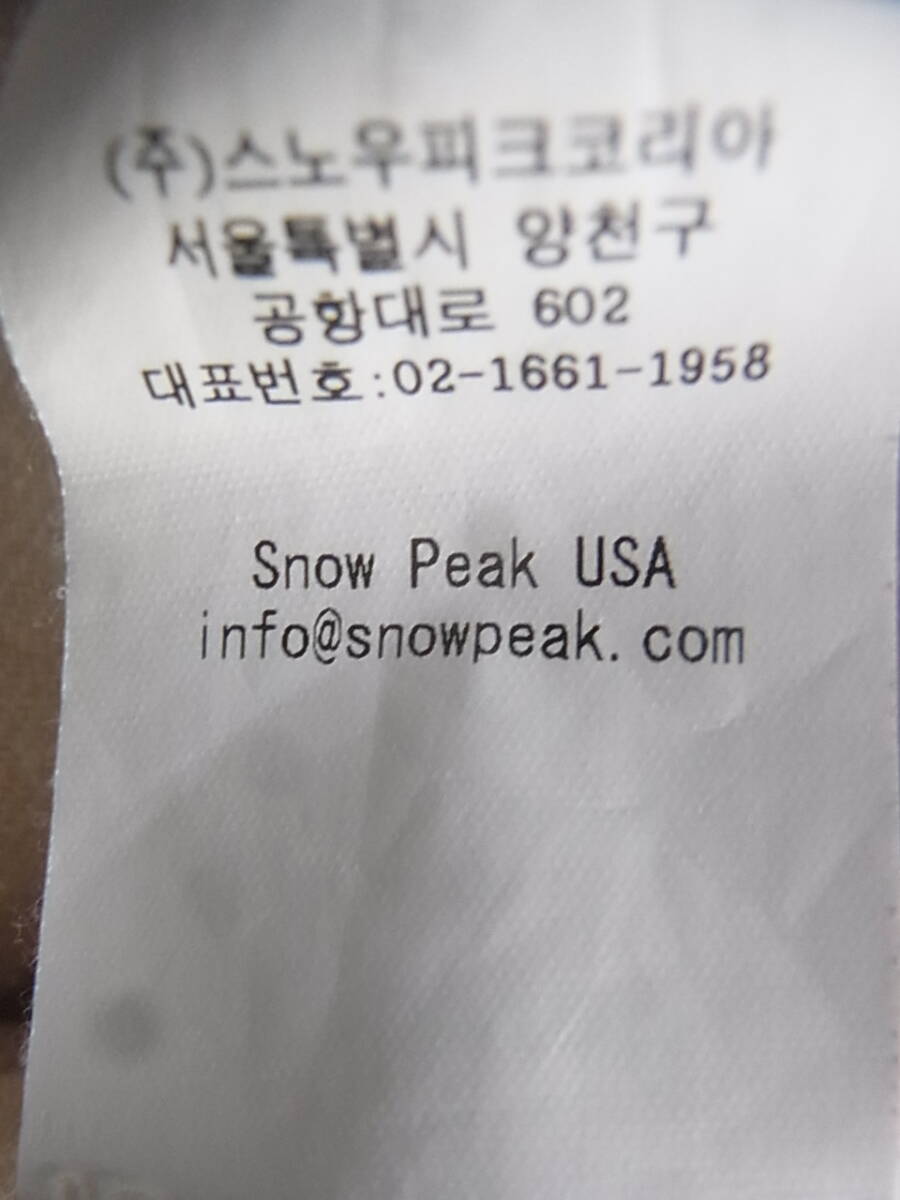 (주)스노우피크코리아
서울특별시 양천구
공항대로 602
대표번호:02-1661-1958
Snow Peak USA
info@snowpeak.com